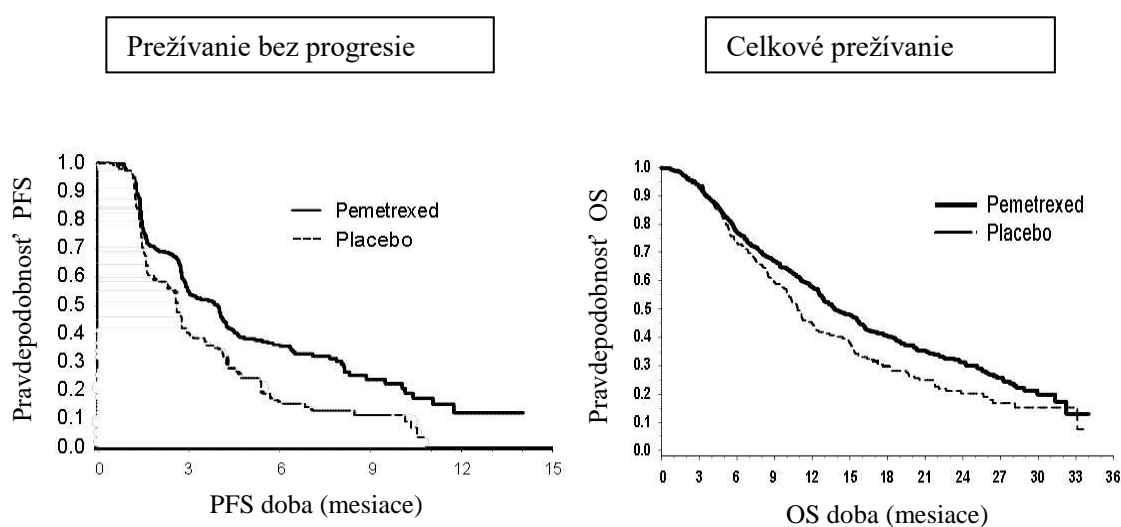 Prežívanie bez progresie
Celkové prežívanie
Pravdepodobnosť PFS
1.0
0.9
0.8
0.7
0.6
0.5
0.4
0.3
0.2
0.1
0.0
Pemetrexed
Placebo
0 3 6 9 12 15
PFS doba (mesiace)
Pravdepodobnosť OS
1.0
0.9
0.8
0.7
0.6
0.5
0.4
0.3
0.2
0.1
0.0
Pemetrexed
Placebo
0 3 6 9 12 15 18 21 24 27 30 33 36
OS doba (mesiace)